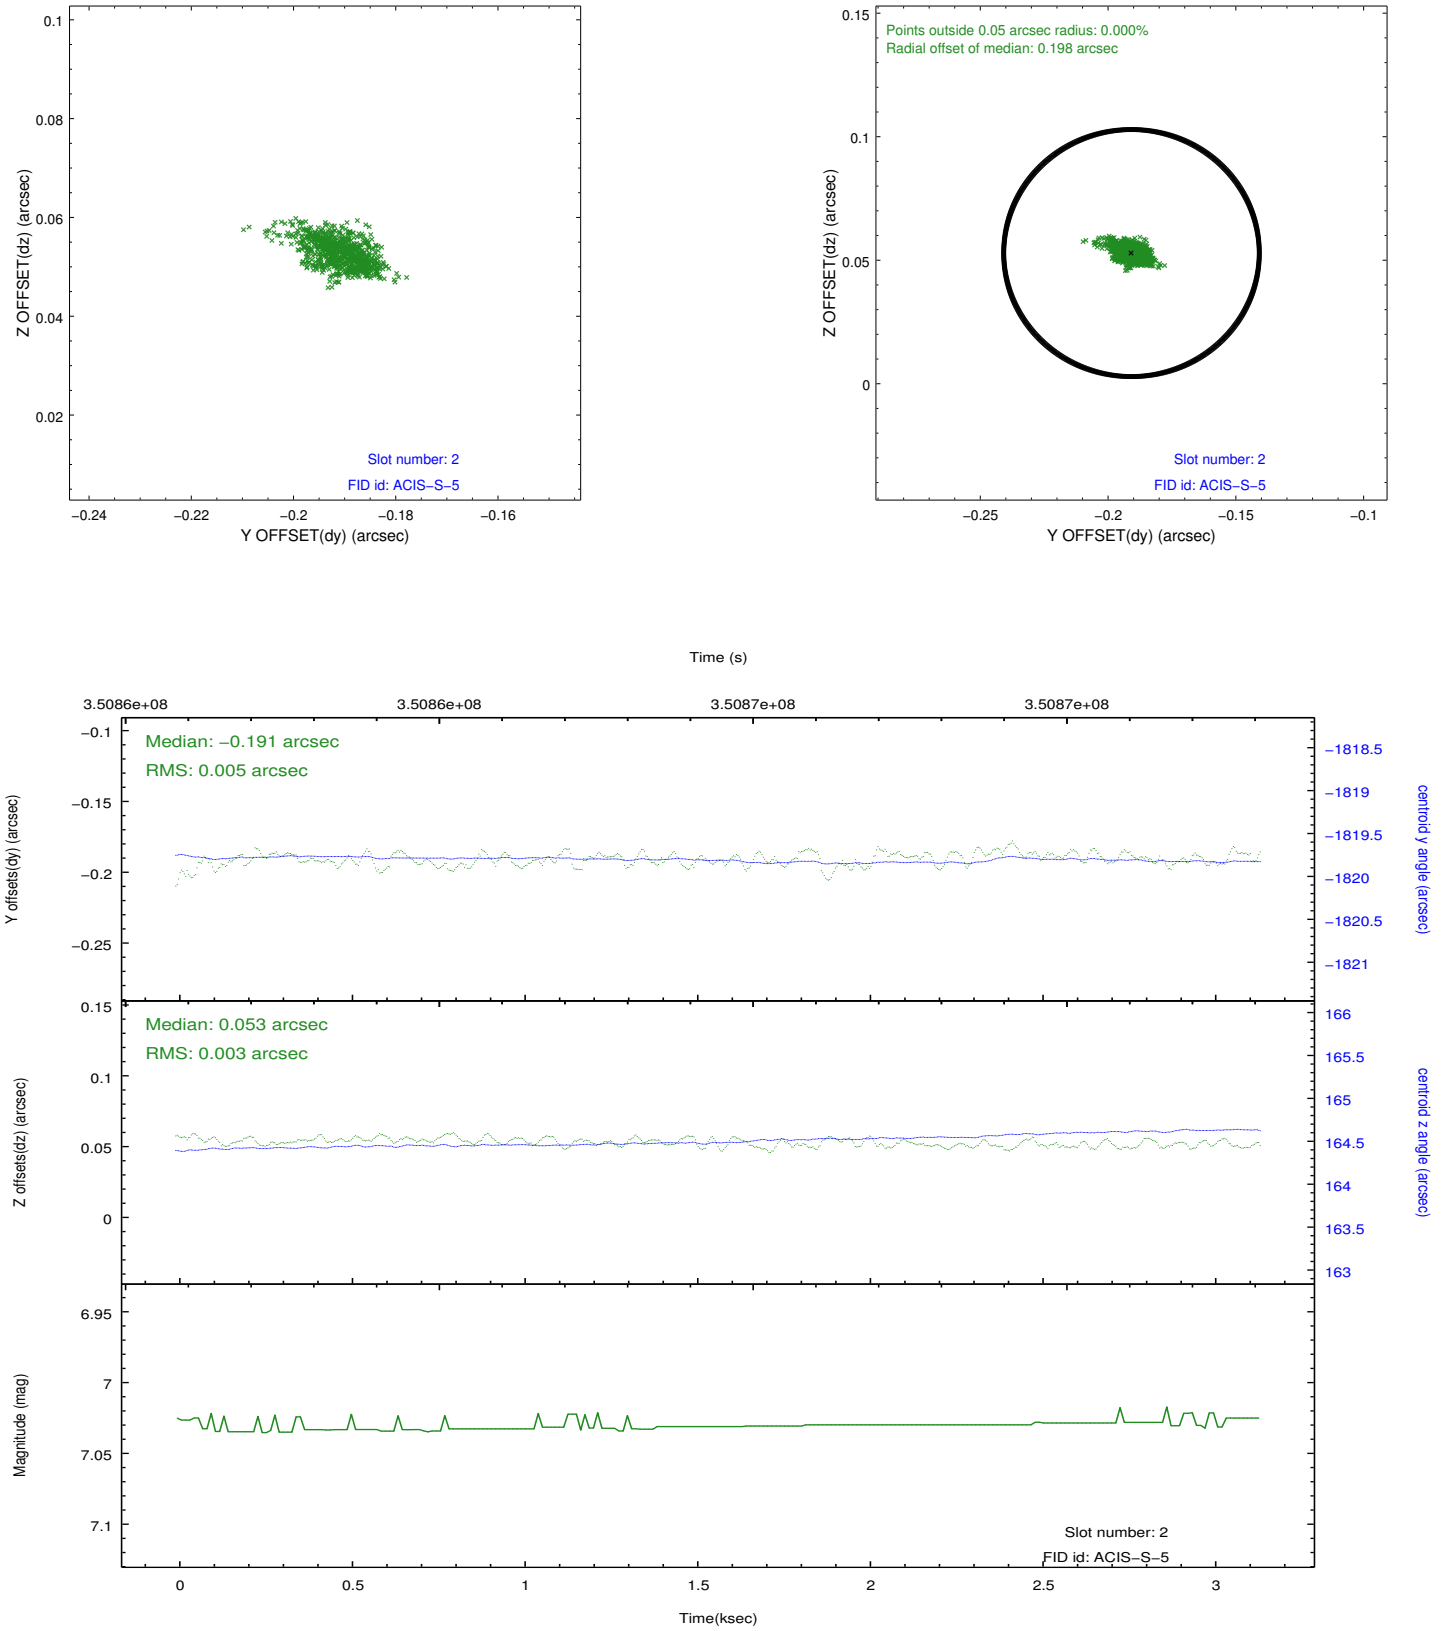 0.1
0.08
0.06
0.04
0.02
Z OFFSET(dz) (arcsec)
Slot number: 2
FID id: ACIS−S−5
−0.24 −0.22 −0.2 −0.18 −0.16
Y OFFSET(dy) (arcsec)
Points outside 0.05 arcsec radius: 0.000%
Radial offset of median: 0.198 arcsec
0.15
0.1
0.05
0
Z OFFSET(dz) (arcsec)
Slot number: 2
FID id: ACIS−S−5
−0.25 −0.2 −0.15 −0.1
Y OFFSET(dy) (arcsec)
Time (s)
3.5086e+08 3.5086e+08 3.5087e+08 3.5087e+08
Median: −0.191 arcsec
RMS: 0.005 arcsec
−0.1
−0.15
−0.2
−0.25
Y offsets(dy) (arcsec)
−1818.5
−1819
−1819.5
−1820
−1820.5
−1821
centroid y angle (arcsec)
Median: 0.053 arcsec
RMS: 0.003 arcsec
0.15
0.1
0.05
0
Z offsets(dz) (arcsec)
166
165.5
165
164.5
164
163.5
163
centroid z angle (arcsec)
6.95
7
7.05
7.1
Magnitude (mag)
Slot number: 2
FID id: ACIS−S−5
0 0.5 1 1.5 2 2.5 3
Time(ksec)